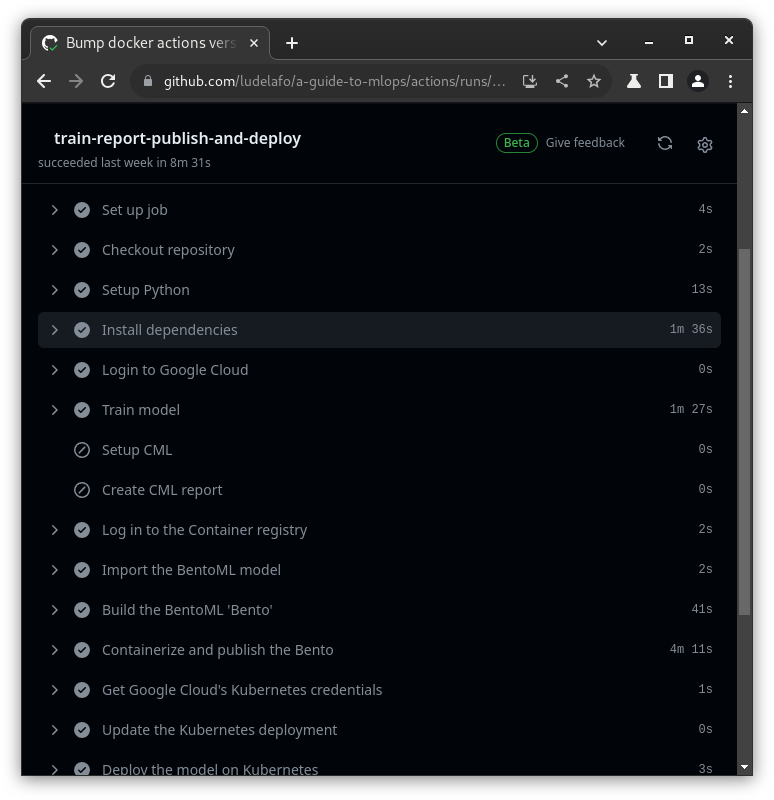 Bump docker actions vers
github.com/ludelafo/a-guide-to-mlops/actions/runs/...
train-report-publish-and-deploy
Beta Give feedback
succeeded last week in 8m 31s
Set up job 4s
Checkout repository 2s
Setup Python 13s
Install dependencies 1m 36s
Login to Google Cloud 0s
Train model 1m 27s
Setup CML 0s
Create CML report 0s
Log in to the Container registry 2s
Import the BentoML model 2s
Build the BentoML 'Bento' 41s
Containerize and publish the Bento 4m 11s
Get Google Cloud's Kubernetes credentials 1s
Update the Kubernetes deployment 0s
Deploy the model on Kubernetes 3s